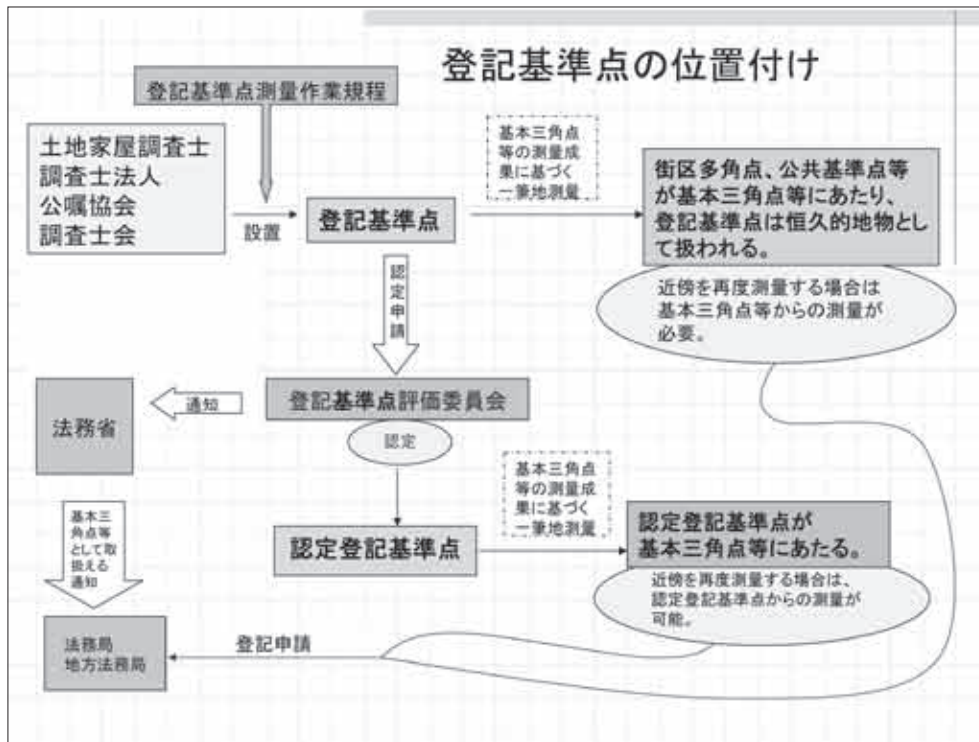 登記基準点の位置付け
登記基準点測量作業規程
土地家屋調査士
調査士法人
公嘱協会
調査士会
設置
登記基準点
基本三角点
等の測量成
果に基づく
一筆地測量
街区多角点、公共基準点等
が基本三角点等にあたり、
登記基準点は恒久的地物とし
て扱われる。
近傍を再度測量する場合は
基本三角点等からの測量が
必要。
認定申請
登記基準点評価委員会
通知
法務省
認定
基本三角点
等の測量成
果に基づく
一筆地測量
認定登記基準点
認定登記基準点が
基本三角点等にあたる。
近傍を再度測量する場合は、
認定登記基準点からの測量が
可能。
基本三
角点等
として取
扱える
通知
法務局
地方法務局
登記申請